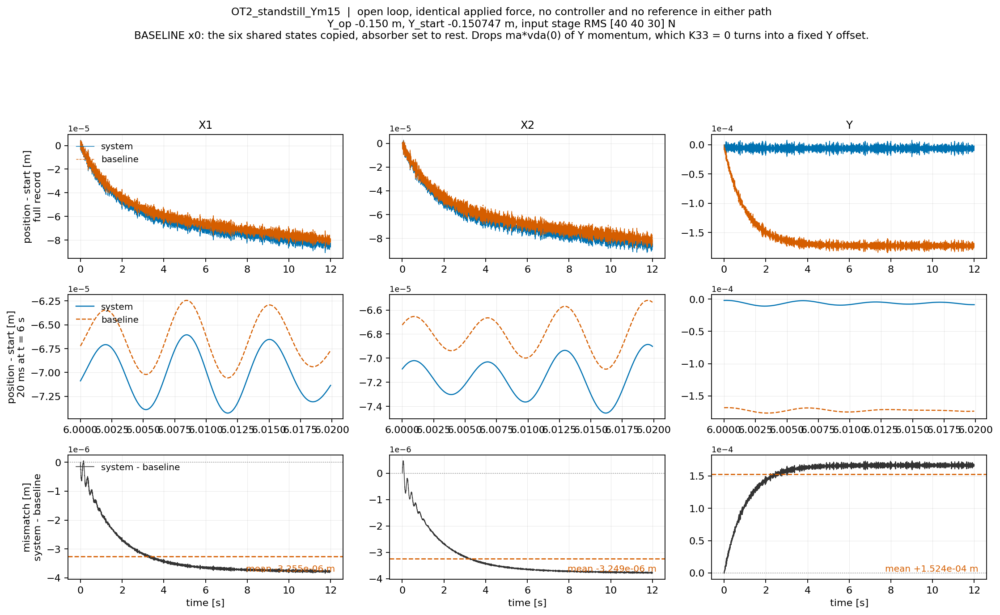 OT2_standstill_Ym15 | open loop, identical applied force, no controller and no reference in either path
Y_op -0.150 m, Y_start -0.150747 m, input stage RMS [40 40 30] N
BASELINE x0: the six shared states copied, absorber set to rest. Drops ma*vda(0) of Y momentum, which K33 = 0 turns into a fixed Y offset.
X1
1e−5
position - start [m]
full record
0
−2
−4
−6
−8
system
baseline
0 2 4 6 8 10 12
X2
1e−5
0
−2
−4
−6
−8
0 2 4 6 8 10 12
Y
1e−4
0.0
−0.5
−1.0
−1.5
0 2 4 6 8 10 12
1e−5
position - start [m]
20 ms at t = 6 s
−6.25
−6.50
−6.75
−7.00
−7.25
system
baseline
6.0000 6.0025 6.0050 6.0075 6.0100 6.0125 6.0150 6.0175 6.0200
1e−5
−6.6
−6.8
−7.0
−7.2
−7.4
6.0000 6.0025 6.0050 6.0075 6.0100 6.0125 6.0150 6.0175 6.0200
1e−4
0.0
−0.5
−1.0
−1.5
6.0000 6.0025 6.0050 6.0075 6.0100 6.0125 6.0150 6.0175 6.0200
1e−6
mismatch [m]
system - baseline
0
−1
−2
−3
−4
system - baseline
mean -3.255e-06 m
0 2 4 6 8 10 12
time [s]
1e−6
0
−1
−2
−3
−4
mean -3.249e-06 m
0 2 4 6 8 10 12
time [s]
1e−4
1.5
1.0
0.5
0.0
mean +1.524e-04 m
0 2 4 6 8 10 12
time [s]